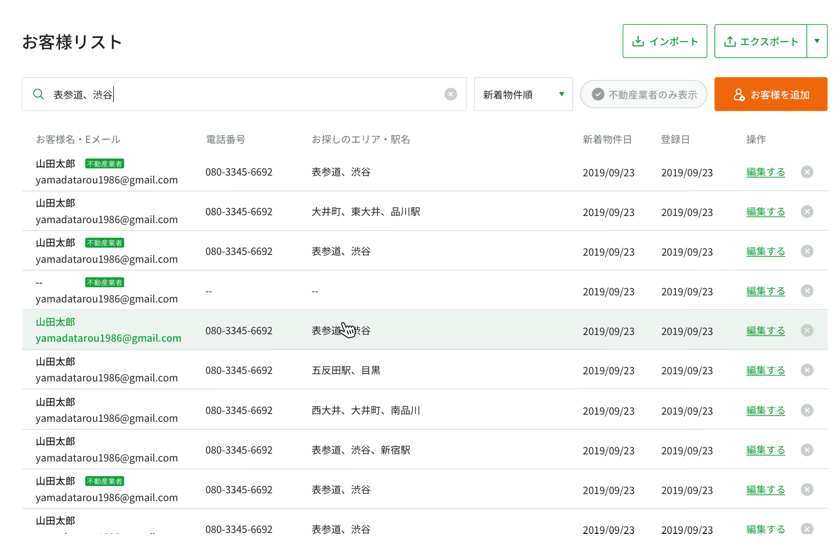 お客様リスト
インポート
エクスポート
表参道、渋谷
新着物件順
不動産業者のみ表示
お客様を追加
お客様名・Eメール 電話番号 お探しのエリア・駅名 新着物件日 登録日 操作
山田太郎 不動産業者
yamadatarou1986@gmail.com 080-3345-6692 表参道、渋谷 2019/09/23 2019/09/23 編集する
山田太郎
yamadatarou1986@gmail.com 080-3345-6692 大井町、東大井、品川駅 2019/09/23 2019/09/23 編集する
山田太郎 不動産業者
yamadatarou1986@gmail.com 080-3345-6692 表参道、渋谷 2019/09/23 2019/09/23 編集する
-- 不動産業者
yamadatarou1986@gmail.com -- -- 2019/09/23 2019/09/23 編集する
山田太郎
yamadatarou1986@gmail.com 080-3345-6692 表参道、渋谷 2019/09/23 2019/09/23 編集する
山田太郎
yamadatarou1986@gmail.com 080-3345-6692 五反田駅、目黒 2019/09/23 2019/09/23 編集する
山田太郎
yamadatarou1986@gmail.com 080-3345-6692 西大井、大井町、南品川 2019/09/23 2019/09/23 編集する
山田太郎
yamadatarou1986@gmail.com 080-3345-6692 表参道、渋谷、新宿駅 2019/09/23 2019/09/23 編集する
山田太郎 不動産業者
yamadatarou1986@gmail.com 080-3345-6692 表参道、渋谷 2019/09/23 2019/09/23 編集する
山田太郎
080-3345-6692 表参道、渋谷 2019/09/23 2019/09/23 編集する